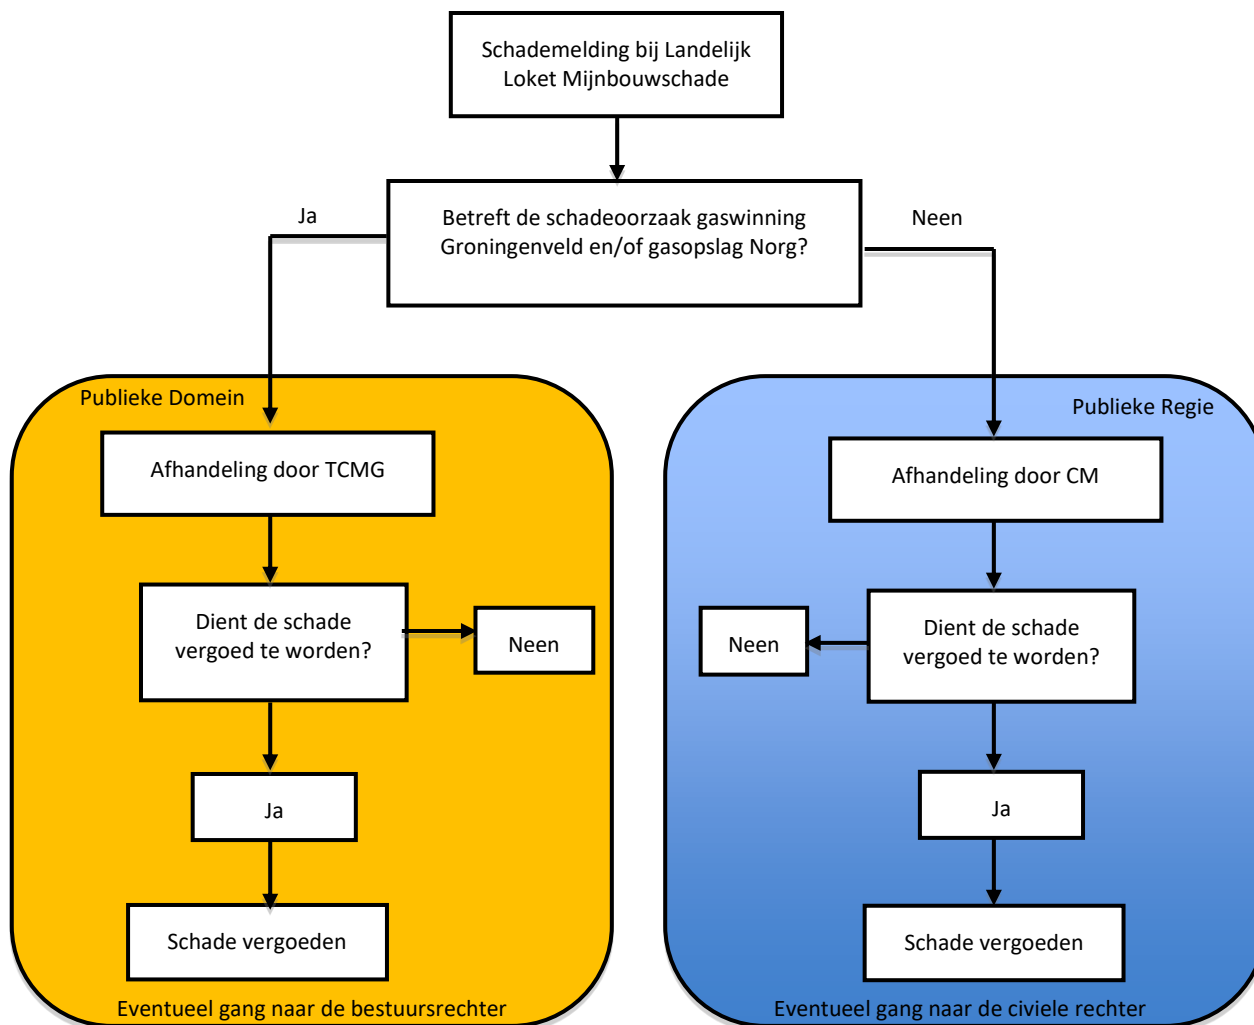 Schademelding bij Landelijk
Loket Mijnbouwschade
Ja
Betreft de schadeoorzaak gaswinning
Groningenveld en/of gasopslag Norg?
Neen
Publieke Domein
Afhandeling door TCMG
Dient de schade
vergoed te worden?
Neen
Ja
Schade vergoeden
Eventueel gang naar de bestuursrechter
Publieke Regie
Afhandeling door CM
Dient de schade
vergoed te worden?
Neen
Ja
Schade vergoeden
Eventueel gang naar de civiele rechter